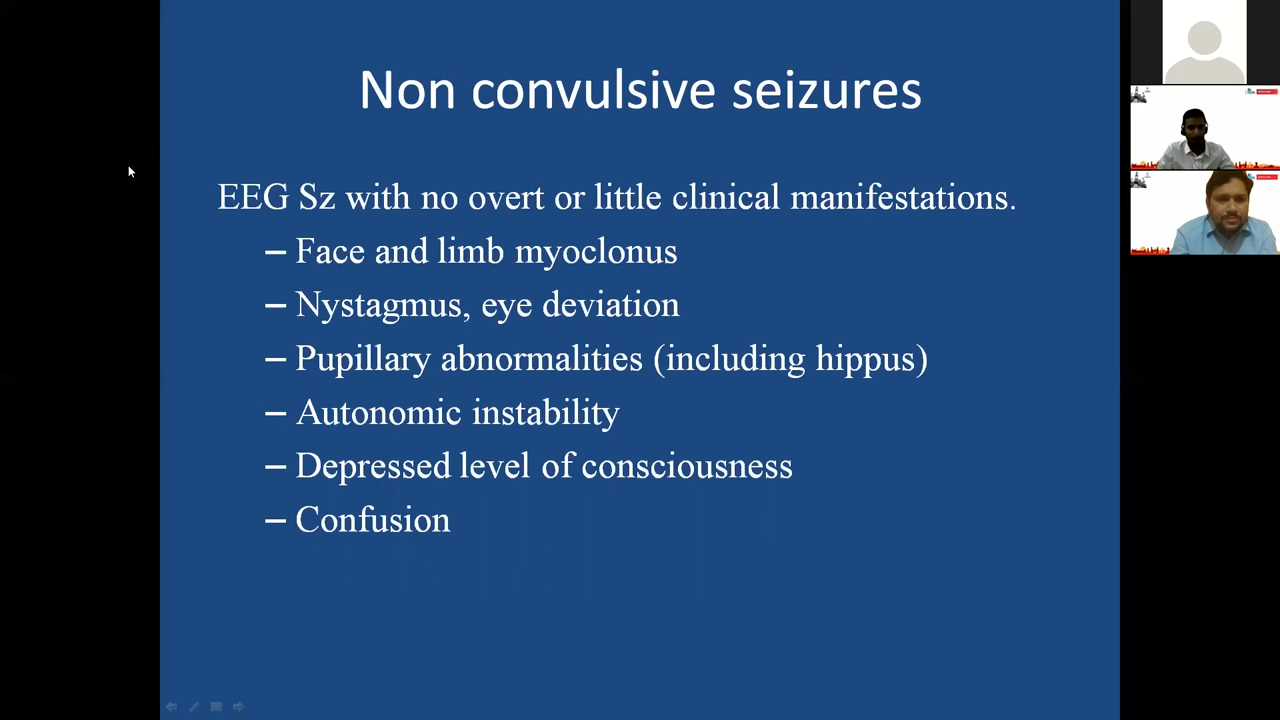 Non convulsive seizures
EEG Sz with no overt or little clinical manifestations.
– Face and limb myoclonus
– Nystagmus, eye deviation
– Pupillary abnormalities (including hippus)
– Autonomic instability
– Depressed level of consciousness
– Confusion